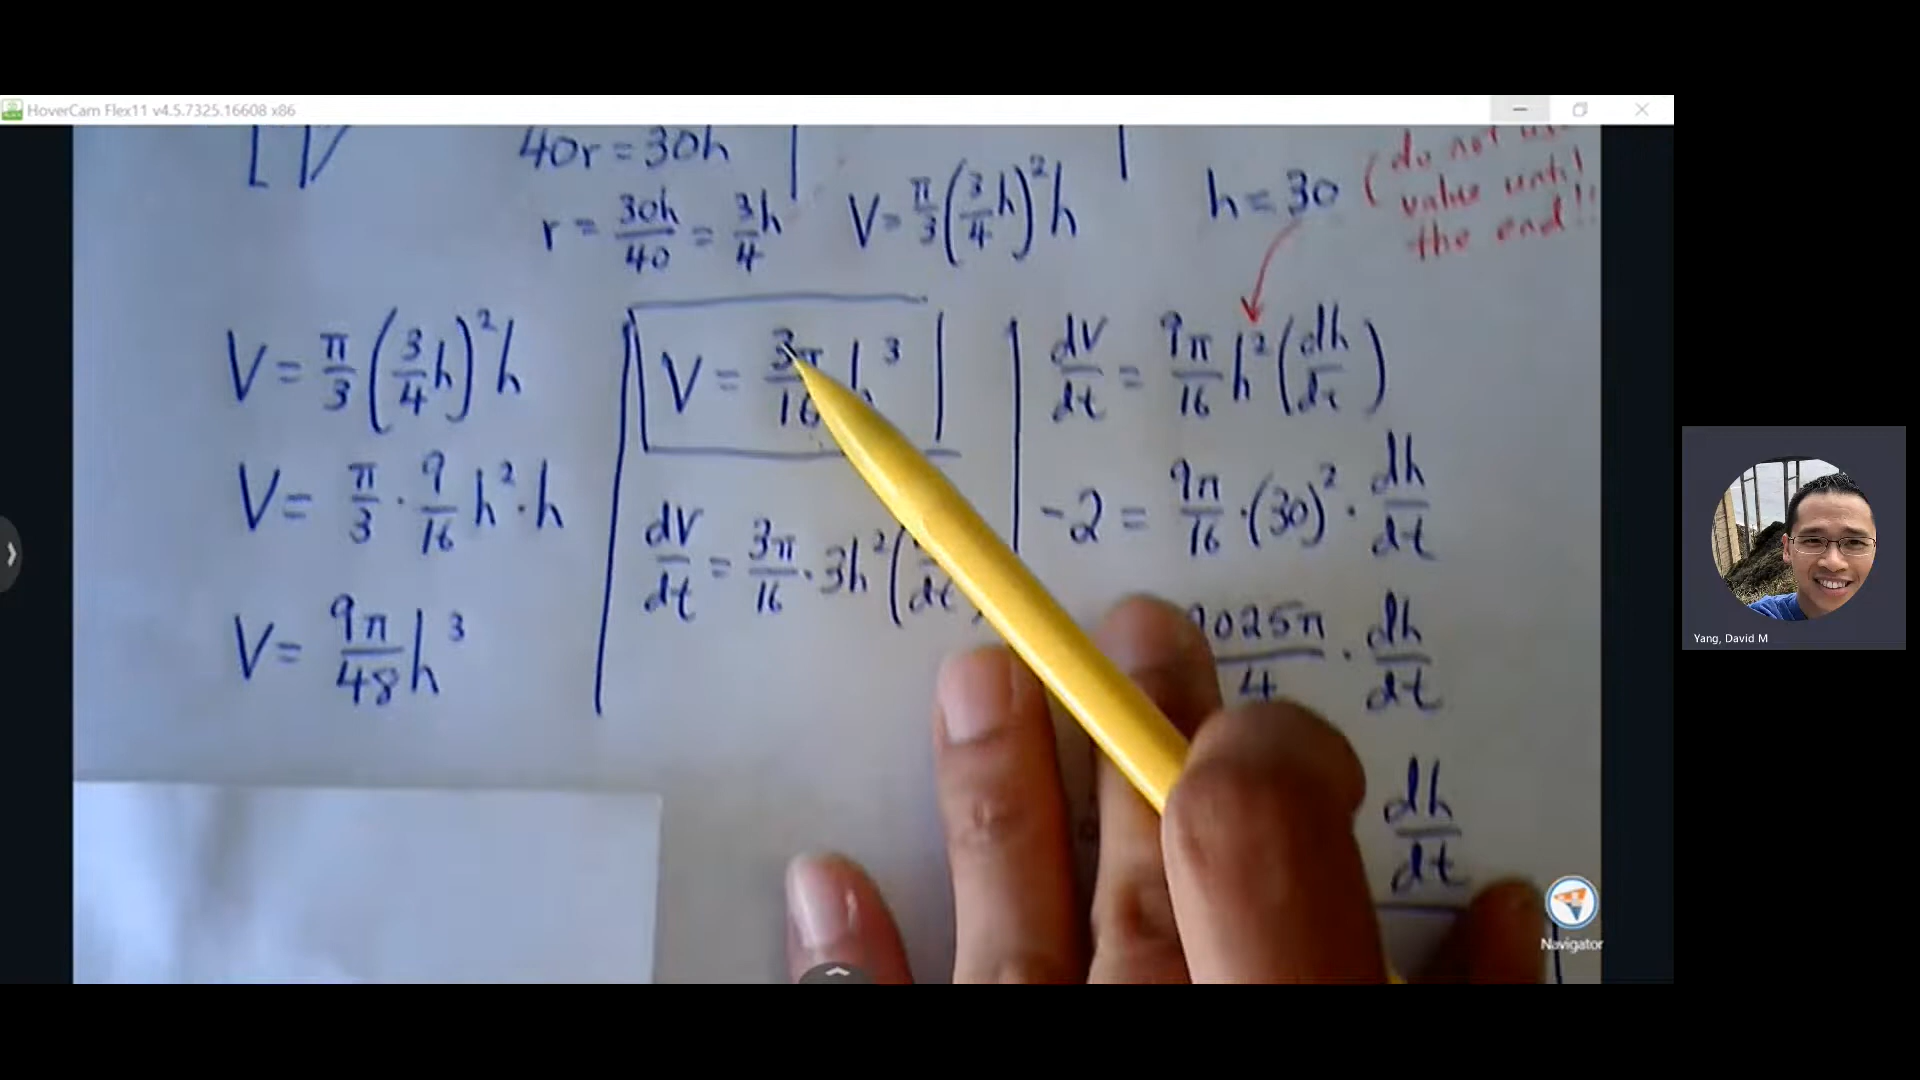 HoverCam Flex11 v4.5.7325.16608 x86
40r = 30h
r = 30h/40 = 3/4 h
V = π/3 (3/4 h)² h
h = 30 (do not
value until
the end!!
V = π/3 (3/4 h)² h
V = π/3 · 9/16 h² · h
V = 9π/48 h³
V = 3π/16 h³
dV/dt = 3π/16 · 3h² ( /dt
dV/dt = 9π/16 h² (dh/dt)
-2 = 9π/16 · (30)² · dh/dt
025π/4 · dh/dt
dh/dt
Navigator
Yang, David M